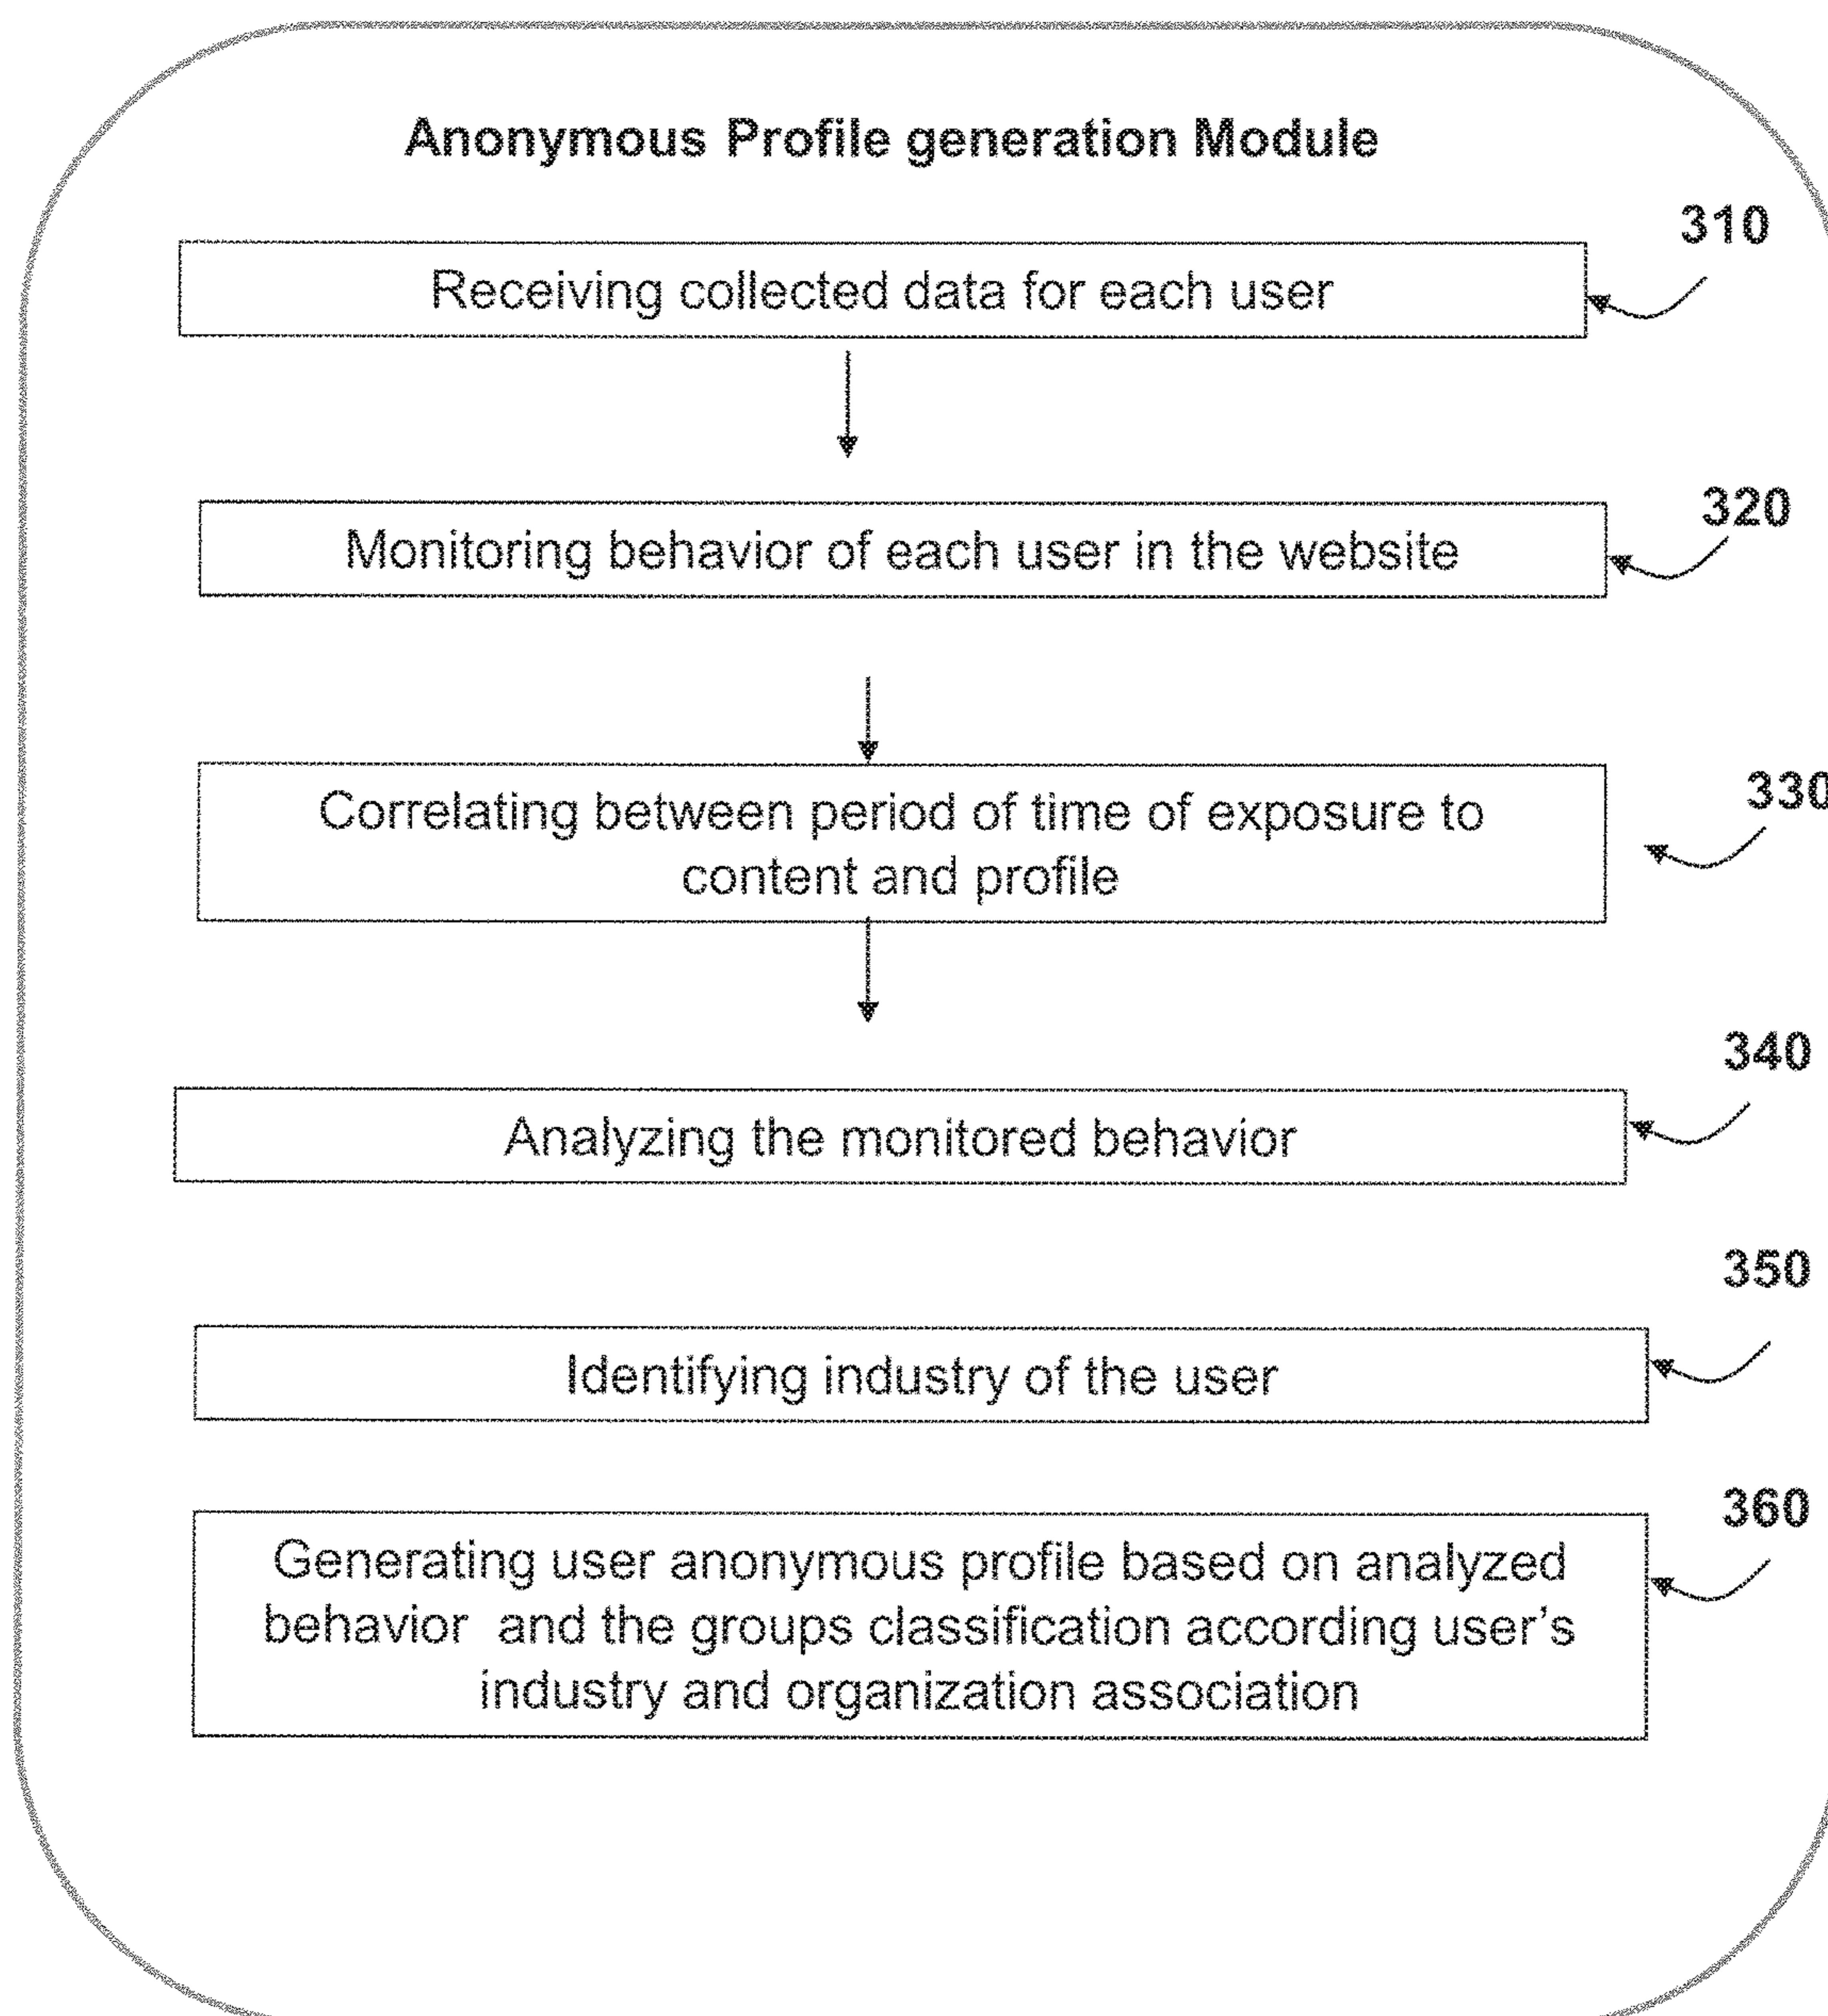 Anonymous Profile generation Module
310
Receiving collected data for each user
320
Monitoring behavior of each user in the website
330
Correlating between period of time of exposure to
content and profile
340
Analyzing the monitored behavior
350
Identifying industry of the user
360
Generating user anonymous profile based on analyzed
behavior and the groups classification according user's
industry and organization association